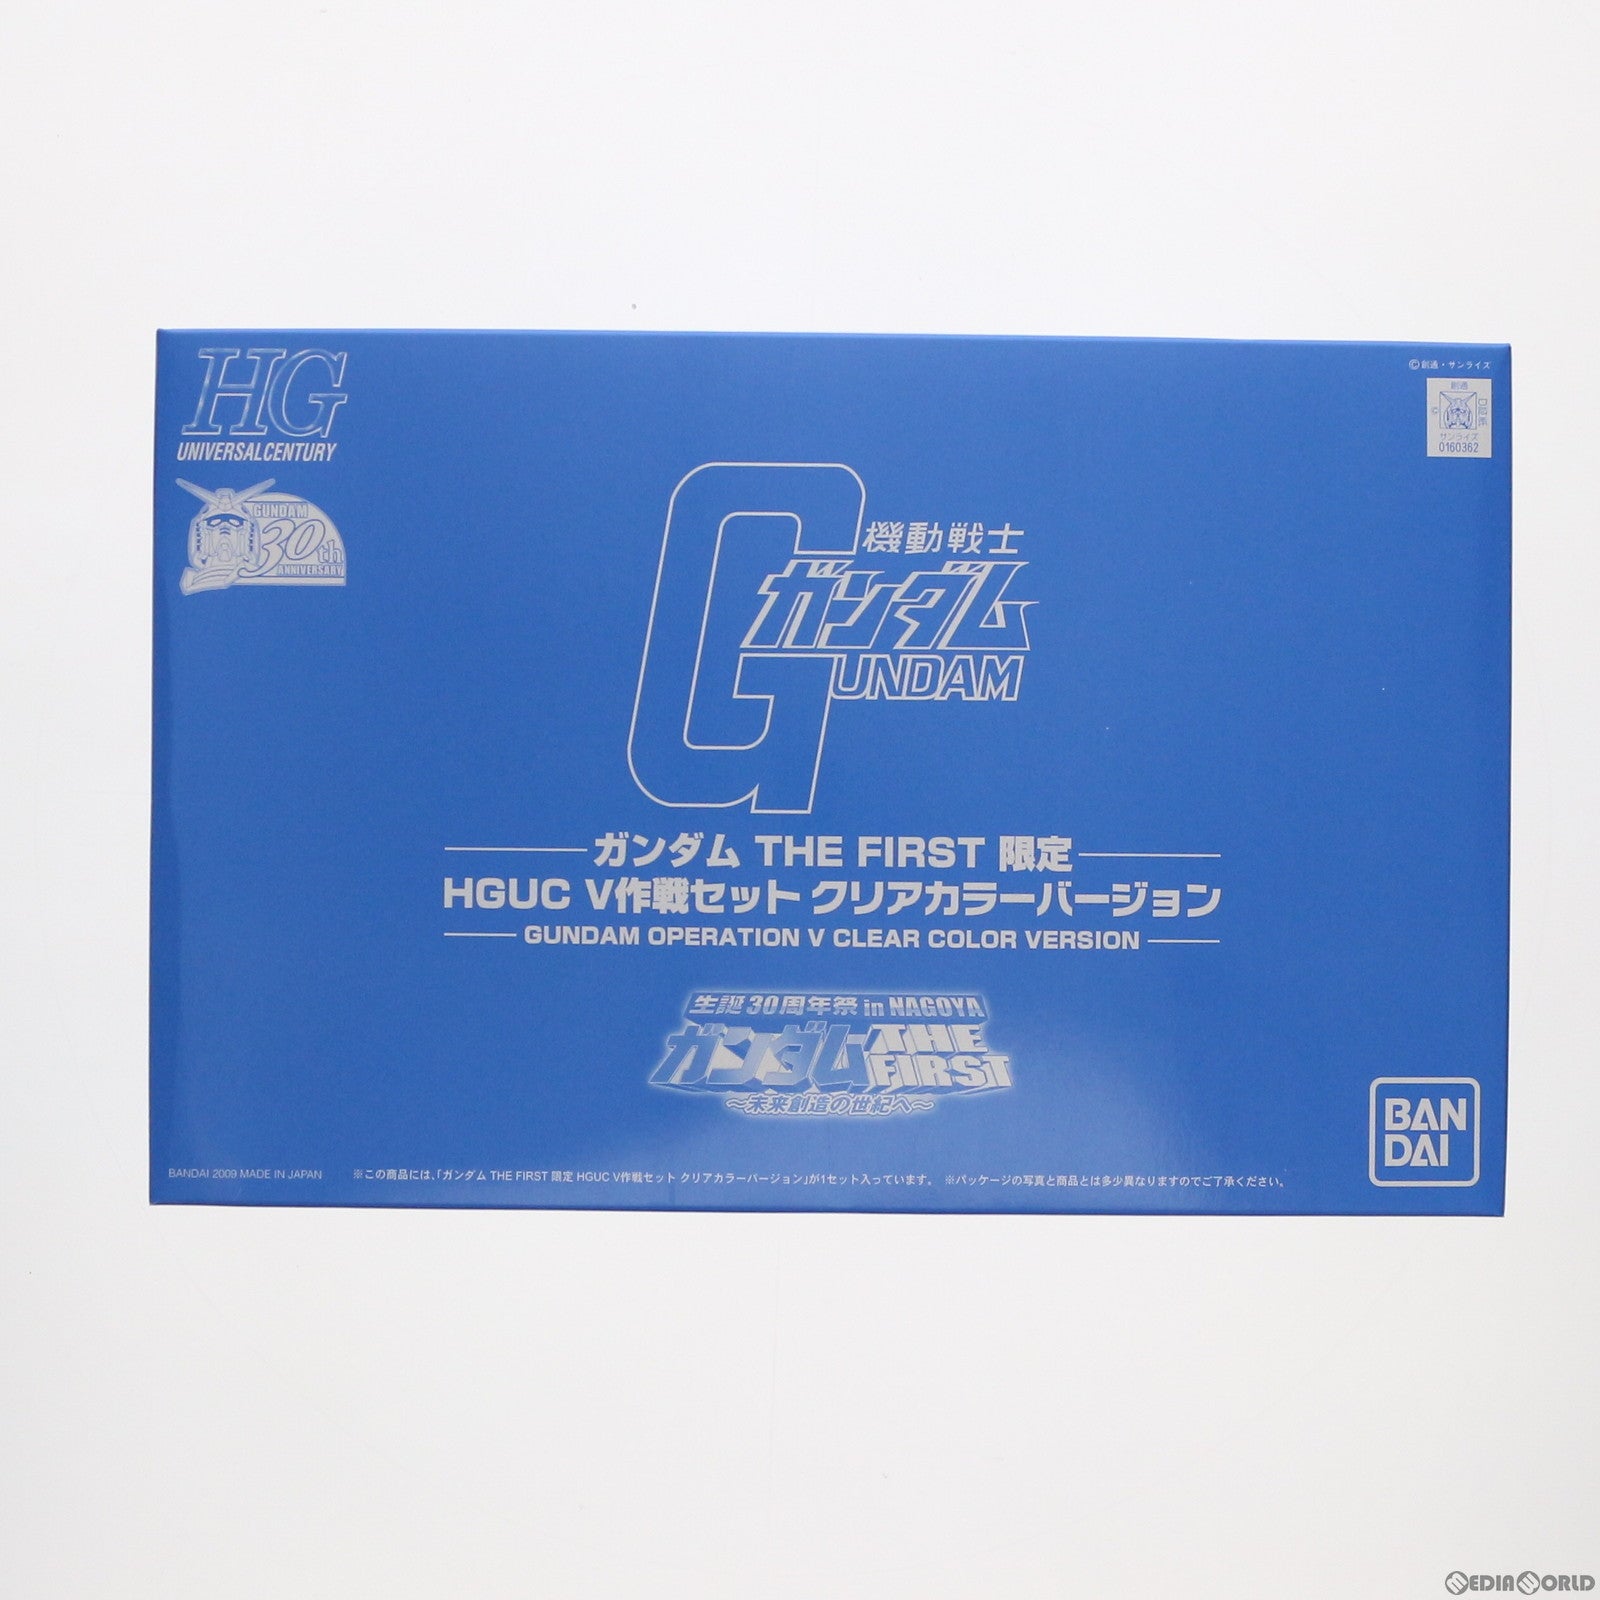 HG
UNIVERSAL CENTURY
GUNDAM
30th
ANNIVERSARY
©創通・サンライズ
創通
©
サンライズ
0160362
機動戦士
ガンダム
GUNDAM
ガンダム THE FIRST 限定
HGUC V作戦セット クリアカラーバージョン
GUNDAM OPERATION V CLEAR COLOR VERSION
生誕30周年祭 in NAGOYA
ガンダム THE FIRST
～未来創造の世紀へ～
BAN
DAI
BANDAI 2009 MADE IN JAPAN
※この商品には、「ガンダム THE FIRST 限定 HGUC V作戦セット クリアカラーバージョン」が1セット入っています。 ※パッケージの写真と商品とは多少異なりますのでご了承ください。
MEDIA WORLD